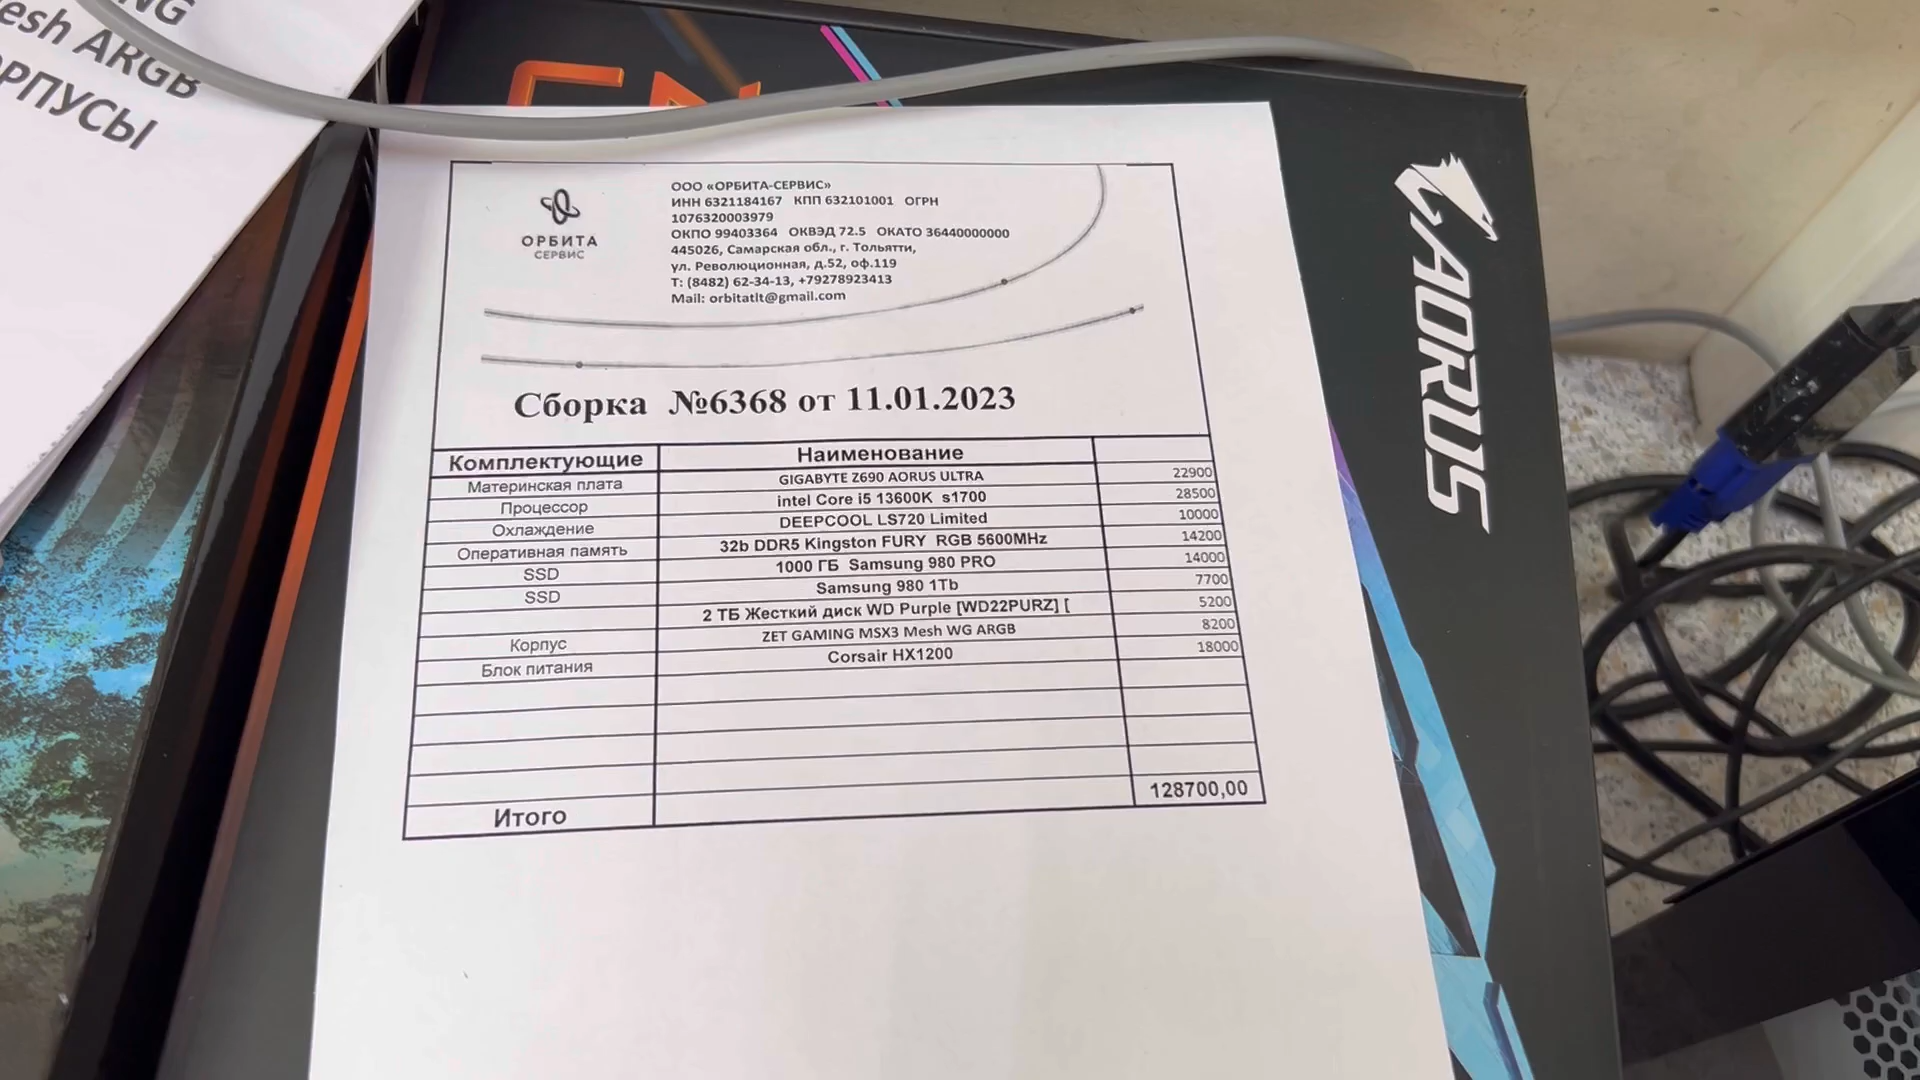 NG
esh ARGB
РПУСЫ
AORUS
ОРБИТА
СЕРВИС
ООО «ОРБИТА-СЕРВИС»
ИНН 6321184167 КПП 632101001 ОГРН
1076320003979
ОКПО 99403364 ОКВЭД 72.5 ОКАТО 36440000000
445026, Самарская обл., г. Тольятти,
ул. Революционная, д.52, оф.119
Т: (8482) 62-34-13, +79278923413
Mail: orbitatlt@gmail.com
Сборка №6368 от 11.01.2023
Комплектующие Наименование
Материнская плата GIGABYTE Z690 AORUS ULTRA 22900
Процессор intel Core i5 13600K s1700 28500
Охлаждение DEEPCOOL LS720 Limited 10000
Оперативная память 32b DDR5 Kingston FURY RGB 5600MHz 14200
SSD 1000 ГБ Samsung 980 PRO 14000
SSD Samsung 980 1Tb 7700
2 ТБ Жесткий диск WD Purple [WD22PURZ] [ 5200
Корпус ZET GAMING MSX3 Mesh WG ARGB 8200
Блок питания Corsair HX1200 18000
Итого 128700,00